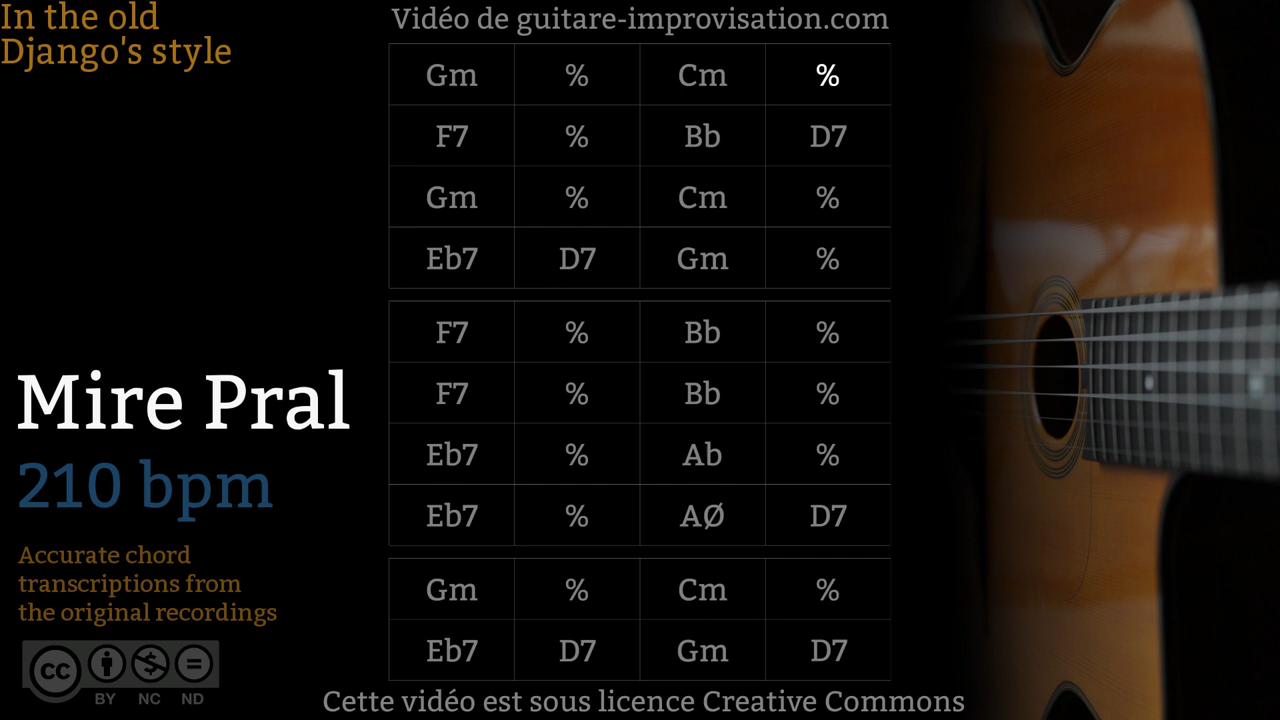 In the old
Django's style
Vidéo de guitare-improvisation.com
Gm % Cm %
F7 % Bb D7
Gm % Cm %
Eb7 D7 Gm %
F7 % Bb %
F7 % Bb %
Eb7 % Ab %
Eb7 % AØ D7
Gm % Cm %
Eb7 D7 Gm D7
Mire Pral
210 bpm
Accurate chord
transcriptions from
the original recordings
cc
BY NC ND
Cette vidéo est sous licence Creative Commons